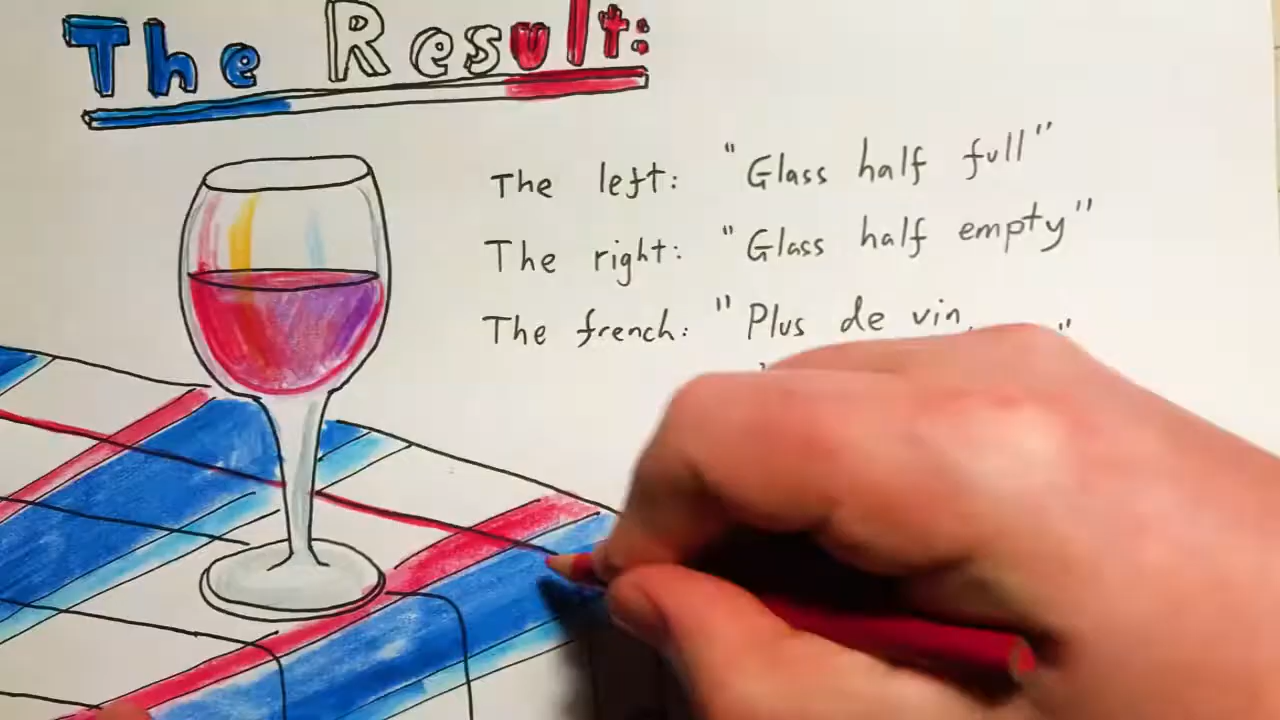 The Result:
The left: "Glass half full"
The right: "Glass half empty"
The french: "Plus de vin, "